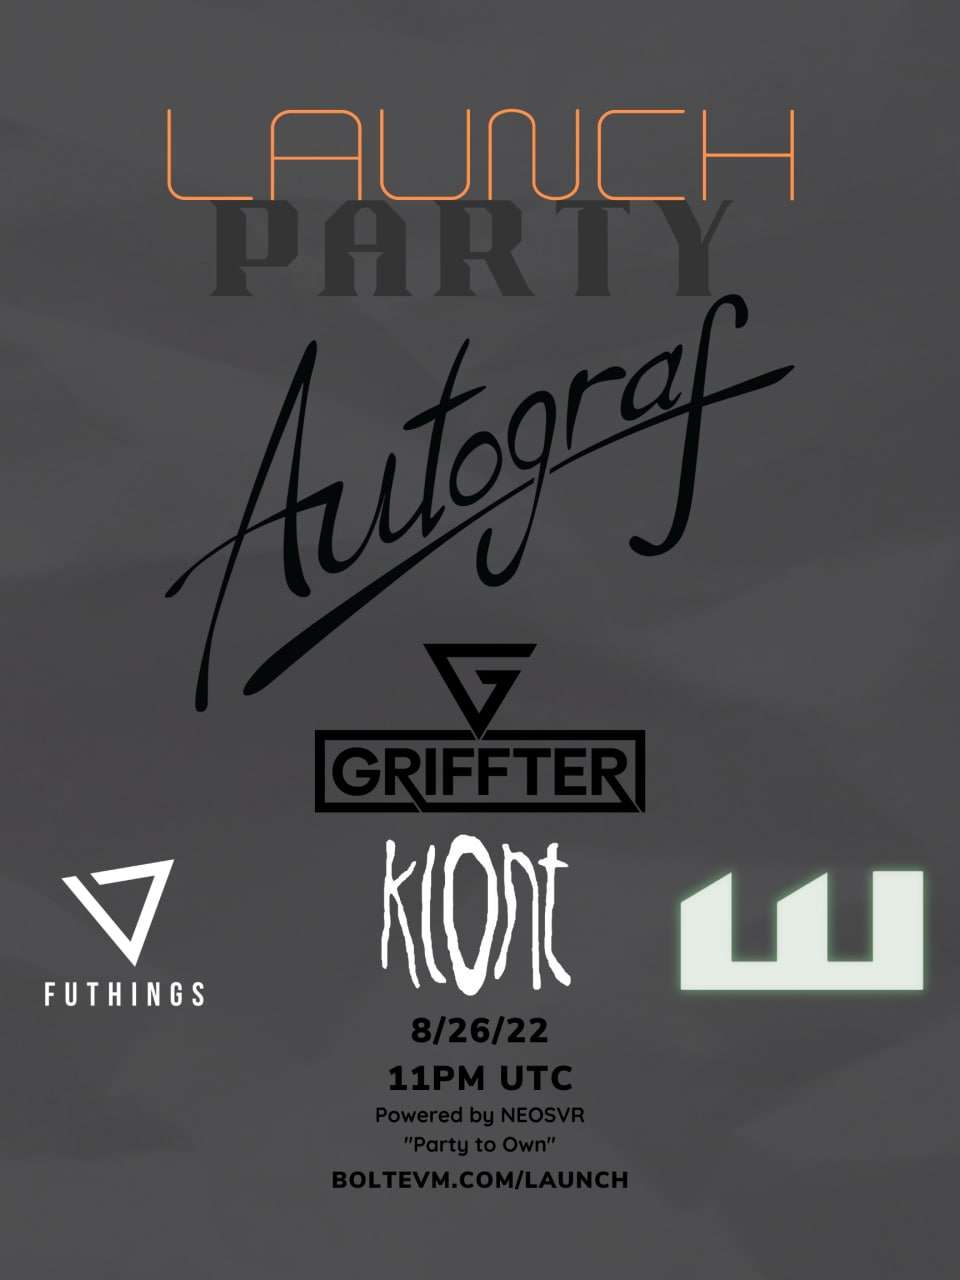 LAUNCH
PARTY
Autograf
GRIFFTER
klont
FUTHINGS
8/26/22
11PM UTC
Powered by NEOSVR
"Party to Own"
BOLTEVM.COM/LAUNCH